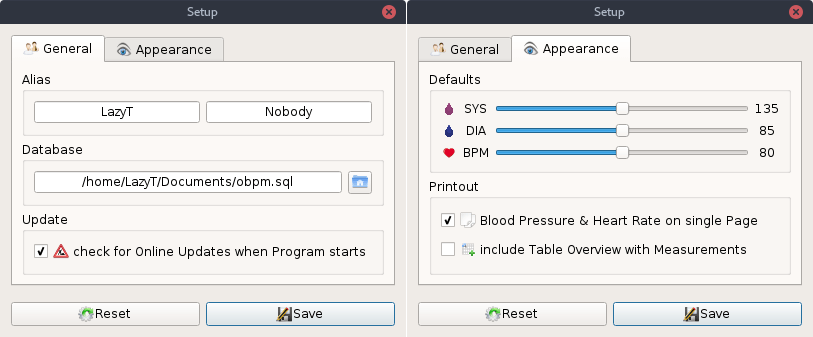 Setup
General
Appearance
Alias
LazyT
Nobody
Database
/home/LazyT/Documents/obpm.sql
Update
check for Online Updates when Program starts
Reset
Save
Setup
General
Appearance
Defaults
SYS 135
DIA 85
BPM 80
Printout
Blood Pressure & Heart Rate on single Page
include Table Overview with Measurements
Reset
Save